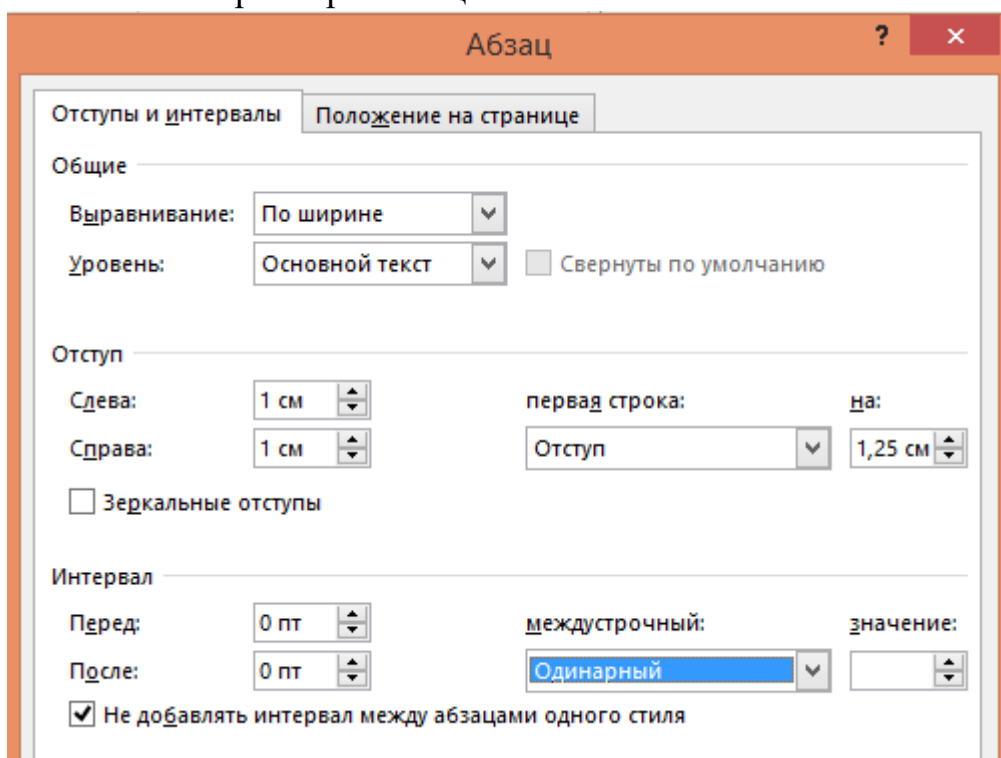 Абзац ?
Отступы и интервалы Положение на странице
Общие
Выравнивание: По ширине
Уровень: Основной текст Свернуты по умолчанию
Отступ
Слева: 1 см первая строка: на:
Справа: 1 см Отступ 1,25 см
Зеркальные отступы
Интервал
Перед: 0 пт междустрочный: значение:
После: 0 пт Одинарный
Не добавлять интервал между абзацами одного стиля